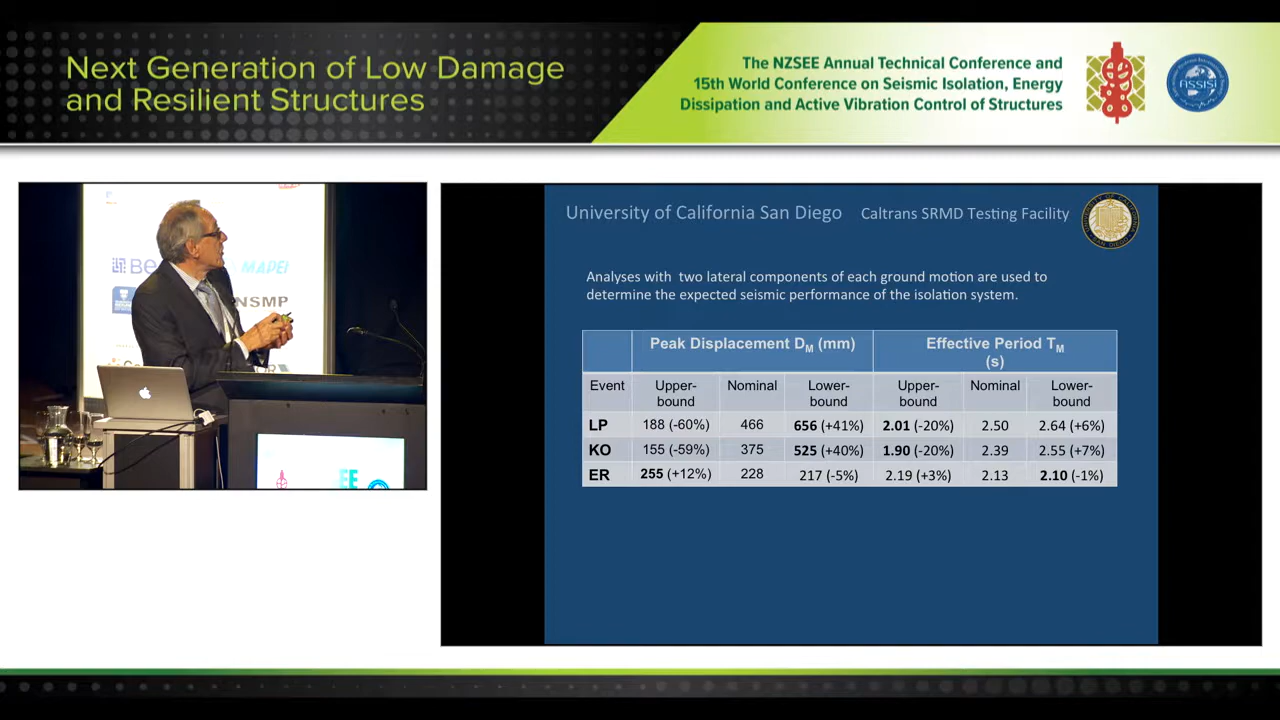 Next Generation of Low Damage
and Resilient Structures
The NZSEE Annual Technical Conference and
15th World Conference on Seismic Isolation, Energy
Dissipation and Active Vibration Control of Structures
ASSISi
MAPEI
NSMP
University of California San Diego Caltrans SRMD Testing Facility
Analyses with two lateral components of each ground motion are used to
determine the expected seismic performance of the isolation system.
Peak Displacement DM (mm) Effective Period TM
(s)
Event Upper- Nominal Lower- Upper- Nominal Lower-
bound bound bound bound
LP 188 (-60%) 466 656 (+41%) 2.01 (-20%) 2.50 2.64 (+6%)
KO 155 (-59%) 375 525 (+40%) 1.90 (-20%) 2.39 2.55 (+7%)
ER 255 (+12%) 228 217 (-5%) 2.19 (+3%) 2.13 2.10 (-1%)